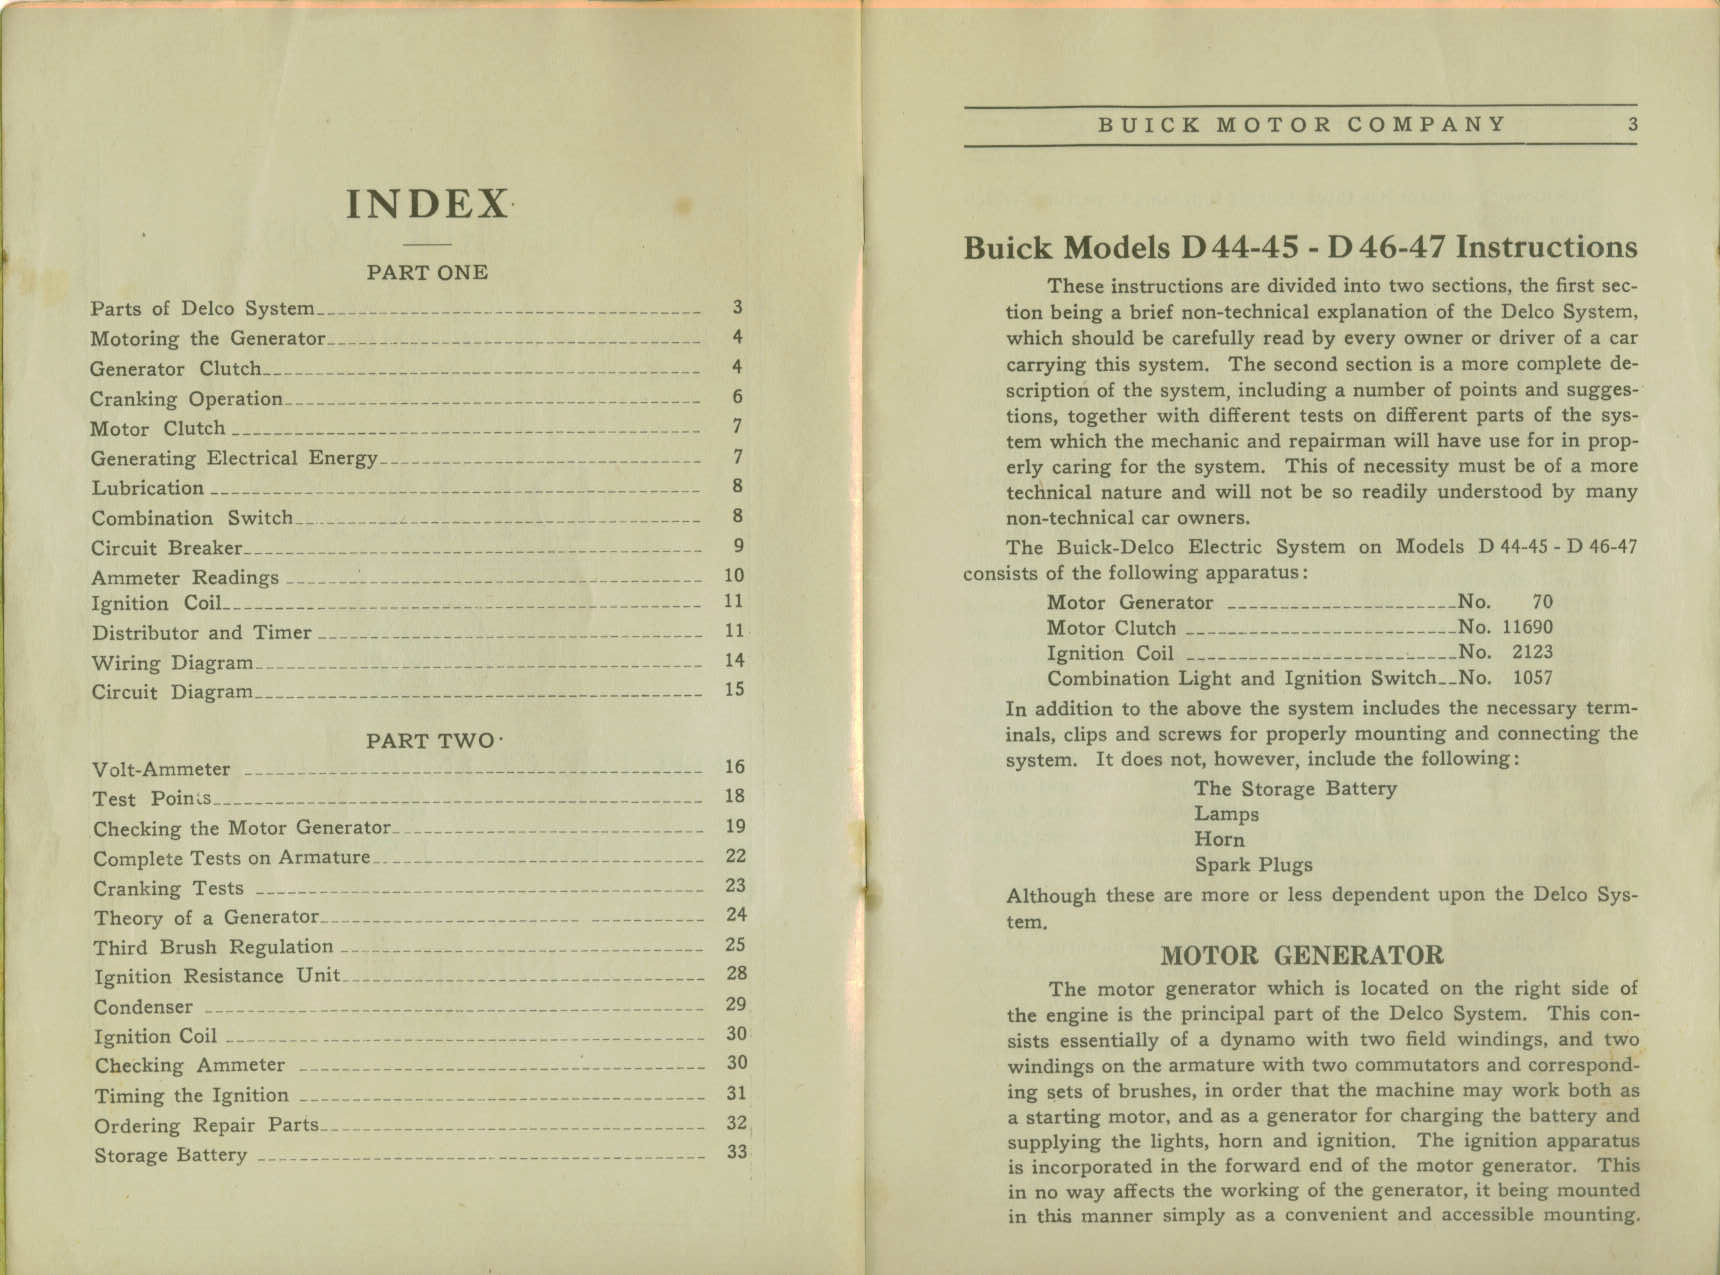 INDEX
PART ONE
Parts of Delco System 3
Motoring the Generator 4
Generator Clutch 4
Cranking Operation 6
Motor Clutch 7
Generating Electrical Energy 7
Lubrication 8
Combination Switch 8
Circuit Breaker 9
Ammeter Readings 10
Ignition Coil 11
Distributor and Timer 11
Wiring Diagram 14
Circuit Diagram 15
PART TWO
Volt-Ammeter 16
Test Points 18
Checking the Motor Generator 19
Complete Tests on Armature 22
Cranking Tests 23
Theory of a Generator 24
Third Brush Regulation 25
Ignition Resistance Unit 28
Condenser 29
Ignition Coil 30
Checking Ammeter 30
Timing the Ignition 31
Ordering Repair Parts 32
Storage Battery 33
BUICK MOTOR COMPANY 3
Buick Models D 44-45 - D 46-47 Instructions
These instructions are divided into two sections, the first sec-
tion being a brief non-technical explanation of the Delco System,
which should be carefully read by every owner or driver of a car
carrying this system. The second section is a more complete de-
scription of the system, including a number of points and sugges-
tions, together with different tests on different parts of the sys-
tem which the mechanic and repairman will have use for in prop-
erly caring for the system. This of necessity must be of a more
technical nature and will not be so readily understood by many
non-technical car owners.
The Buick-Delco Electric System on Models D 44-45 - D 46-47
consists of the following apparatus:
Motor Generator No. 70
Motor Clutch No. 11690
Ignition Coil No. 2123
Combination Light and Ignition Switch No. 1057
In addition to the above the system includes the necessary term-
inals, clips and screws for properly mounting and connecting the
system. It does not, however, include the following:
The Storage Battery
Lamps
Horn
Spark Plugs
Although these are more or less dependent upon the Delco Sys-
tem.
MOTOR GENERATOR
The motor generator which is located on the right side of
the engine is the principal part of the Delco System. This con-
sists essentially of a dynamo with two field windings, and two
windings on the armature with two commutators and correspond-
ing sets of brushes, in order that the machine may work both as
a starting motor, and as a generator for charging the battery and
supplying the lights, horn and ignition. The ignition apparatus
is incorporated in the forward end of the motor generator. This
in no way affects the working of the generator, it being mounted
in this manner simply as a convenient and accessible mounting.